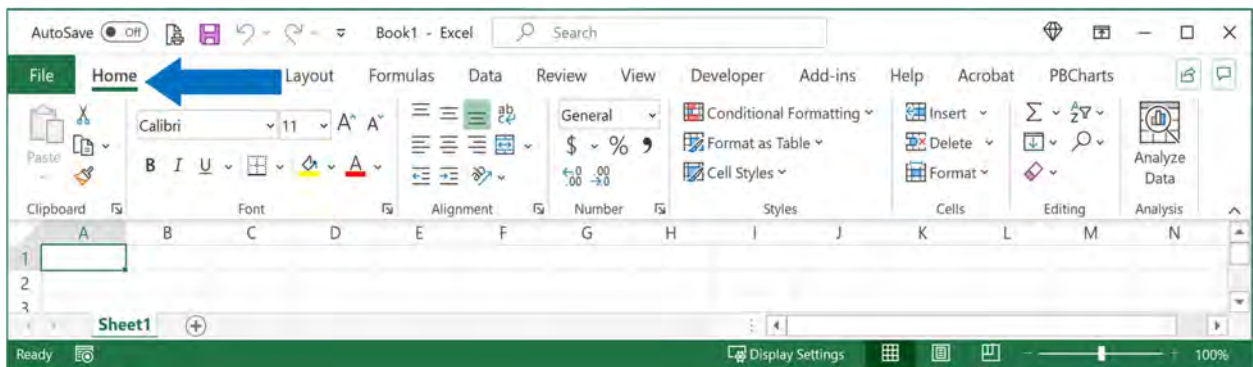 AutoSave Off Book1 - Excel Search
File Home Layout Formulas Data Review View Developer Add-ins Help Acrobat PBCharts
Calibri 11 A A ab General Conditional Formatting Insert
Paste $ % Format as Table Delete Analyze
B I U A Cell Styles Format Data
Clipboard Font Alignment Number Styles Cells Editing Analysis
A B C D E F G H I J K L M N
1
2
3
Sheet1
Ready Display Settings 100%